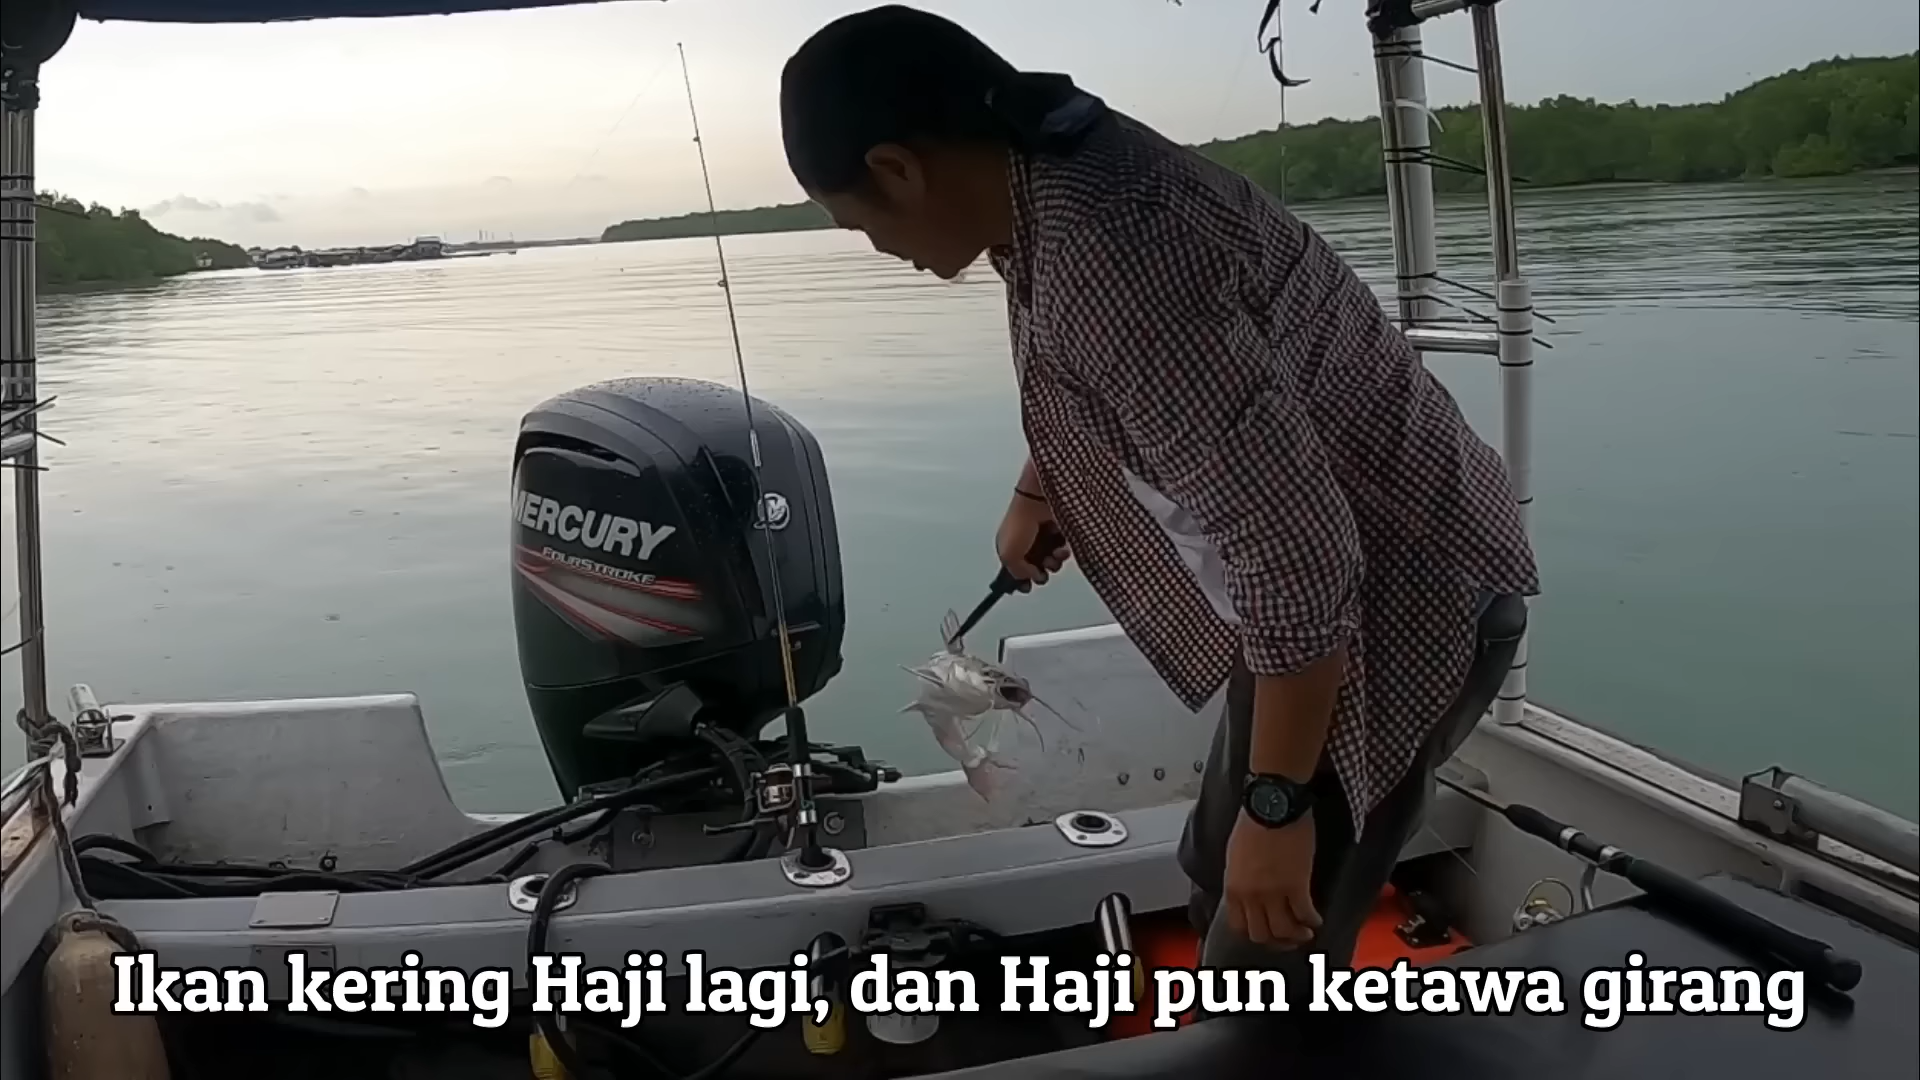 MERCURY
FOURSTROKE
Ikan kering Haji lagi, dan Haji pun ketawa girang